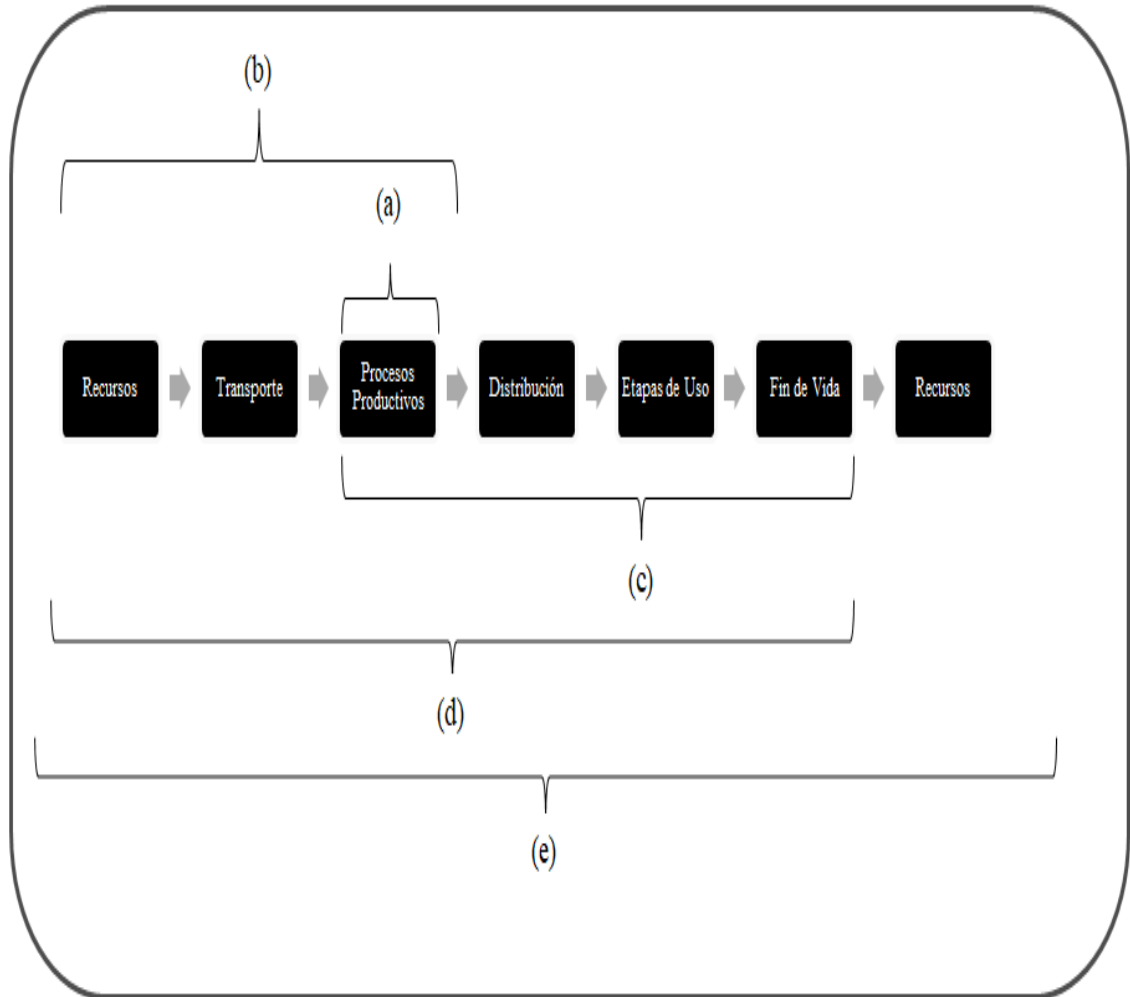 (b)
(a)
Recursos
Transporte
Procesos
Productivos
Distribución
Etapas de Uso
Fin de Vida
Recursos
(c)
(d)
(e)